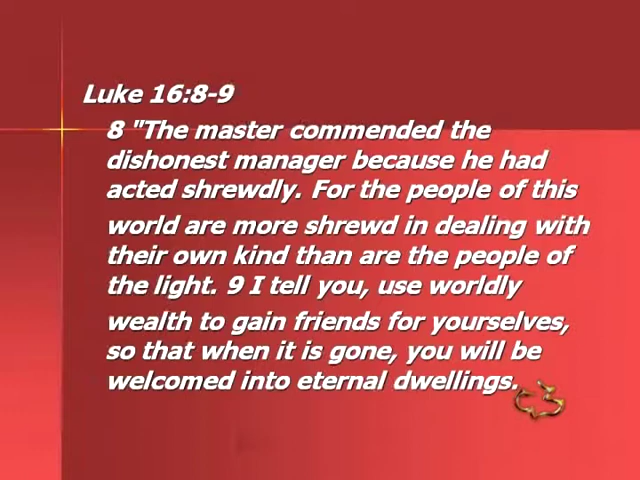 Luke 16:8-9
8 "The master commended the
dishonest manager because he had
acted shrewdly. For the people of this
world are more shrewd in dealing with
their own kind than are the people of
the light. 9 I tell you, use worldly
wealth to gain friends for yourselves,
so that when it is gone, you will be
welcomed into eternal dwellings.